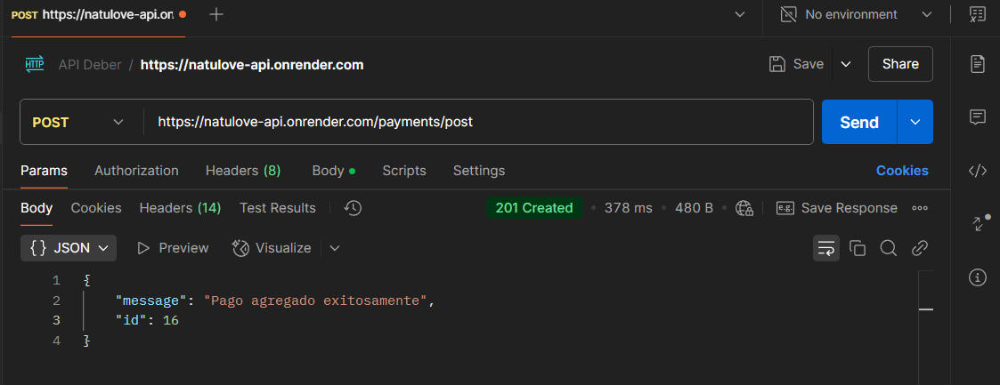 POST https://natulove-api.on
No environment
HTTP API Deber / https://natulove-api.onrender.com Save Share
POST https://natulove-api.onrender.com/payments/post Send
Params Authorization Headers (8) Body Scripts Settings Cookies
Body Cookies Headers (14) Test Results 201 Created 378 ms 480 B e.g. Save Response
{} JSON Preview Visualize
1 {
2 "message": "Pago agregado exitosamente",
3 "id": 16
4 }